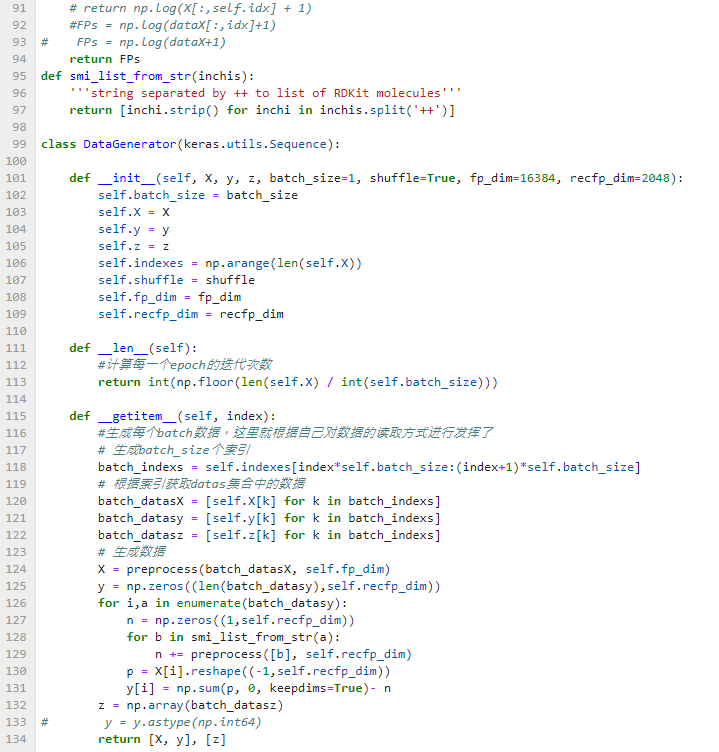 91 # return np.log(X[:,self.idx] + 1)
92 #FPs = np.log(dataX[:,idx]+1)
93 # FPs = np.log(dataX+1)
94 return FPs
95 def smi_list_from_str(inchis):
96 '''string separated by ++ to list of RDKit molecules'''
97 return [inchi.strip() for inchi in inchis.split('++')]
98
99 class DataGenerator(keras.utils.Sequence):
100
101 def __init__(self, X, y, z, batch_size=1, shuffle=True, fp_dim=16384, recfp_dim=2048):
102 self.batch_size = batch_size
103 self.X = X
104 self.y = y
105 self.z = z
106 self.indexes = np.arange(len(self.X))
107 self.shuffle = shuffle
108 self.fp_dim = fp_dim
109 self.recfp_dim = recfp_dim
110
111 def __len__(self):
112 #计算每一个epoch的迭代次数
113 return int(np.floor(len(self.X) / int(self.batch_size)))
114
115 def __getitem__(self, index):
116 #生成每个batch数据，这里就根据自己对数据的读取方式进行发挥了
117 # 生成batch_size个索引
118 batch_indexs = self.indexes[index*self.batch_size:(index+1)*self.batch_size]
119 # 根据索引获取datas集合中的数据
120 batch_datasX = [self.X[k] for k in batch_indexs]
121 batch_datasy = [self.y[k] for k in batch_indexs]
122 batch_datasz = [self.z[k] for k in batch_indexs]
123 # 生成数据
124 X = preprocess(batch_datasX, self.fp_dim)
125 y = np.zeros((len(batch_datasy),self.recfp_dim))
126 for i,a in enumerate(batch_datasy):
127 n = np.zeros((1,self.recfp_dim))
128 for b in smi_list_from_str(a):
129 n += preprocess([b], self.recfp_dim)
130 p = X[i].reshape((-1,self.recfp_dim))
131 y[i] = np.sum(p, 0, keepdims=True)- n
132 z = np.array(batch_datasz)
133 # y = y.astype(np.int64)
134 return [X, y], [z]